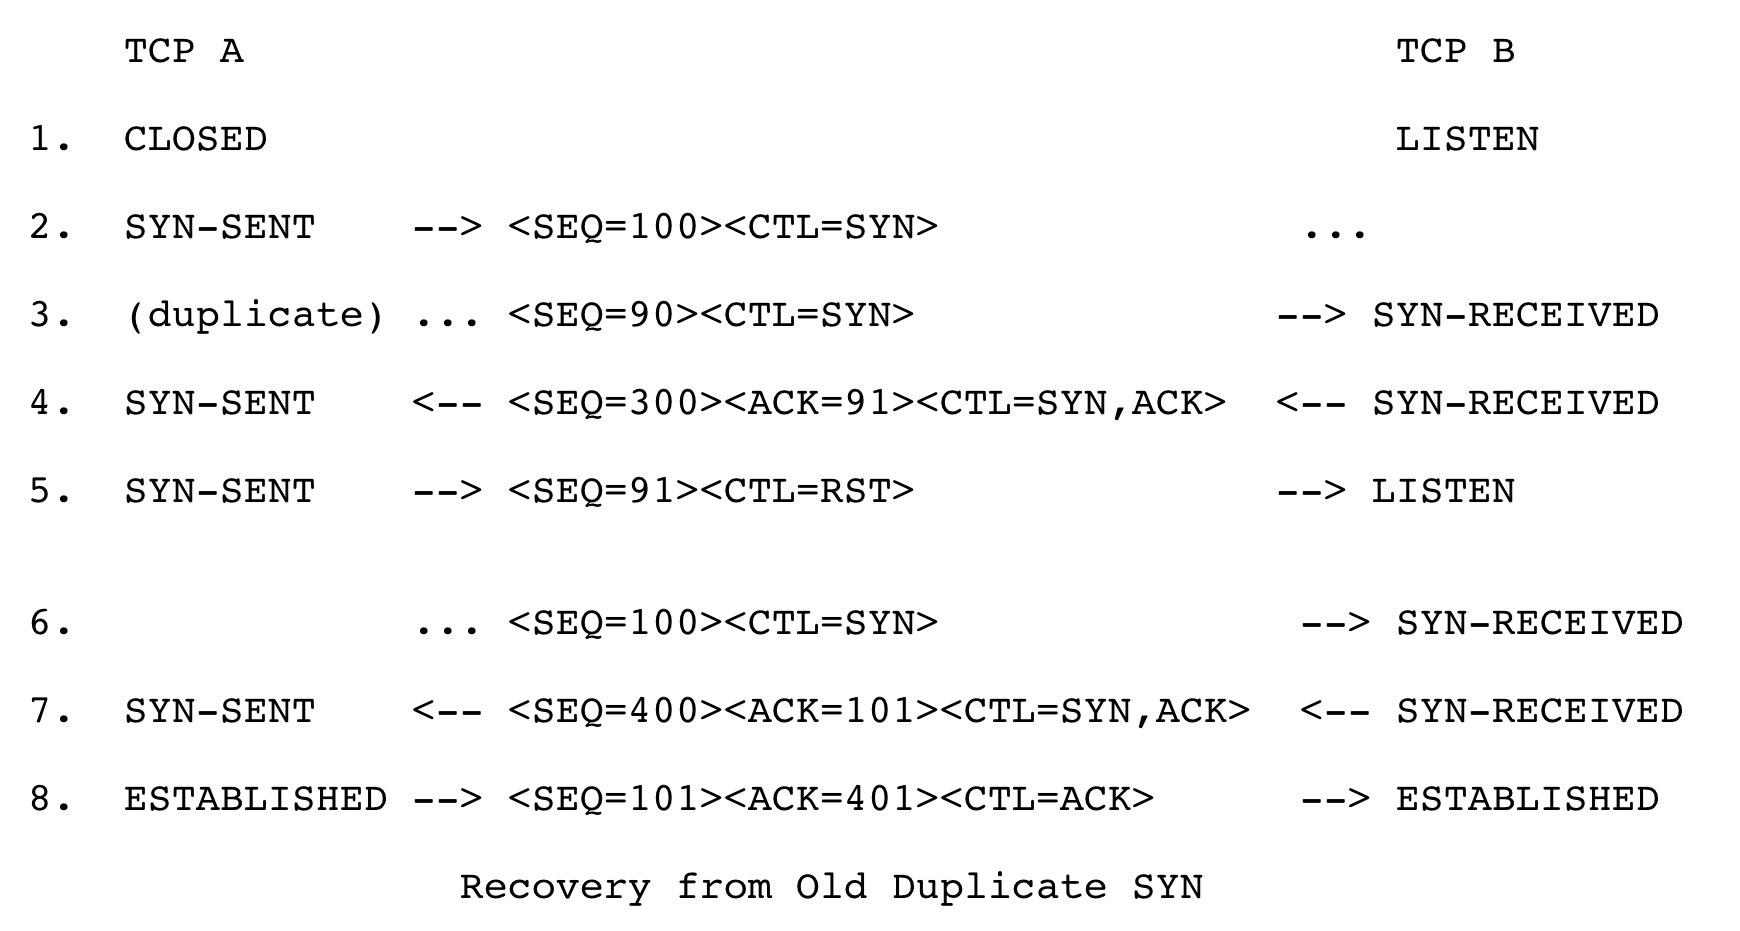 TCP A TCP B
1. CLOSED LISTEN
2. SYN-SENT --> <SEQ=100><CTL=SYN> ...
3. (duplicate) ... <SEQ=90><CTL=SYN> --> SYN-RECEIVED
4. SYN-SENT <-- <SEQ=300><ACK=91><CTL=SYN,ACK> <-- SYN-RECEIVED
5. SYN-SENT --> <SEQ=91><CTL=RST> --> LISTEN
6. ... <SEQ=100><CTL=SYN> --> SYN-RECEIVED
7. SYN-SENT <-- <SEQ=400><ACK=101><CTL=SYN,ACK> <-- SYN-RECEIVED
8. ESTABLISHED --> <SEQ=101><ACK=401><CTL=ACK> --> ESTABLISHED
Recovery from Old Duplicate SYN